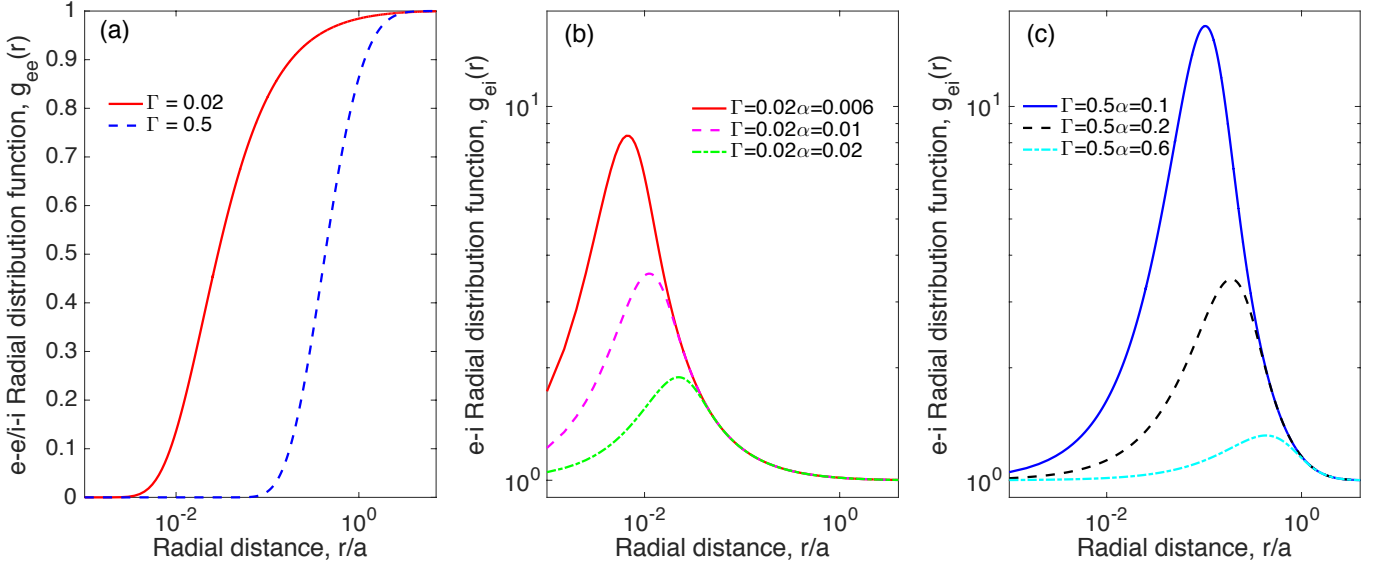 (a)
e-e/i-i Radial distribution function, g_ee(r)
1
0.9
0.8
0.7
0.6
0.5
0.4
0.3
0.2
0.1
0
Γ = 0.02
Γ = 0.5
10^-2
10^0
Radial distance, r/a
(b)
e-i Radial distribution function, g_ei(r)
10^1
10^0
Γ=0.02α=0.006
Γ=0.02α=0.01
Γ=0.02α=0.02
10^-2
10^0
Radial distance, r/a
(c)
e-i Radial distribution function, g_ei(r)
10^1
10^0
Γ=0.5α=0.1
Γ=0.5α=0.2
Γ=0.5α=0.6
10^-2
10^0
Radial distance, r/a